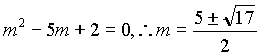 m² − 5m + 2 = 0, ∴ m = (5 ± √17)/2